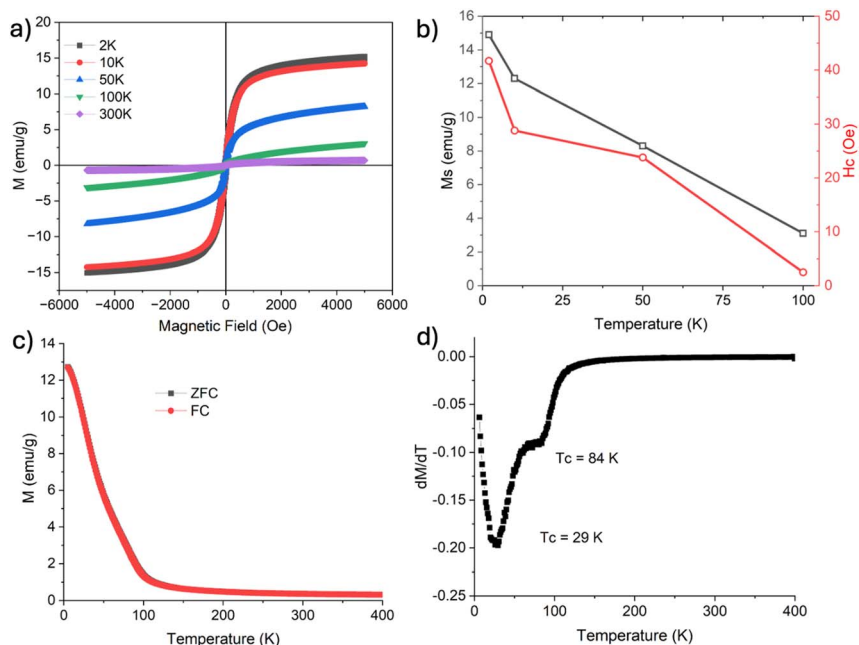 a)
2K
10K
50K
100K
300K
15
10
5
0
−5
−10
−15
M (emu/g)
−6000 −4000 −2000 0 2000 4000 6000
Magnetic Field (Oe)
b)
16
14
12
10
8
6
4
2
0
Ms (emu/g)
50
40
30
20
10
0
Hc (Oe)
0 25 50 75 100
Temperature (K)
c)
14
13
12
10
8
6
4
2
0
M (emu/g)
ZFC
FC
0 100 200 300 400
Temperature (K)
d)
0.00
-0.05
-0.10
-0.15
-0.20
-0.25
dM/dT
Tc = 84 K
Tc = 29 K
0 100 200 300 400
Temperature (K)